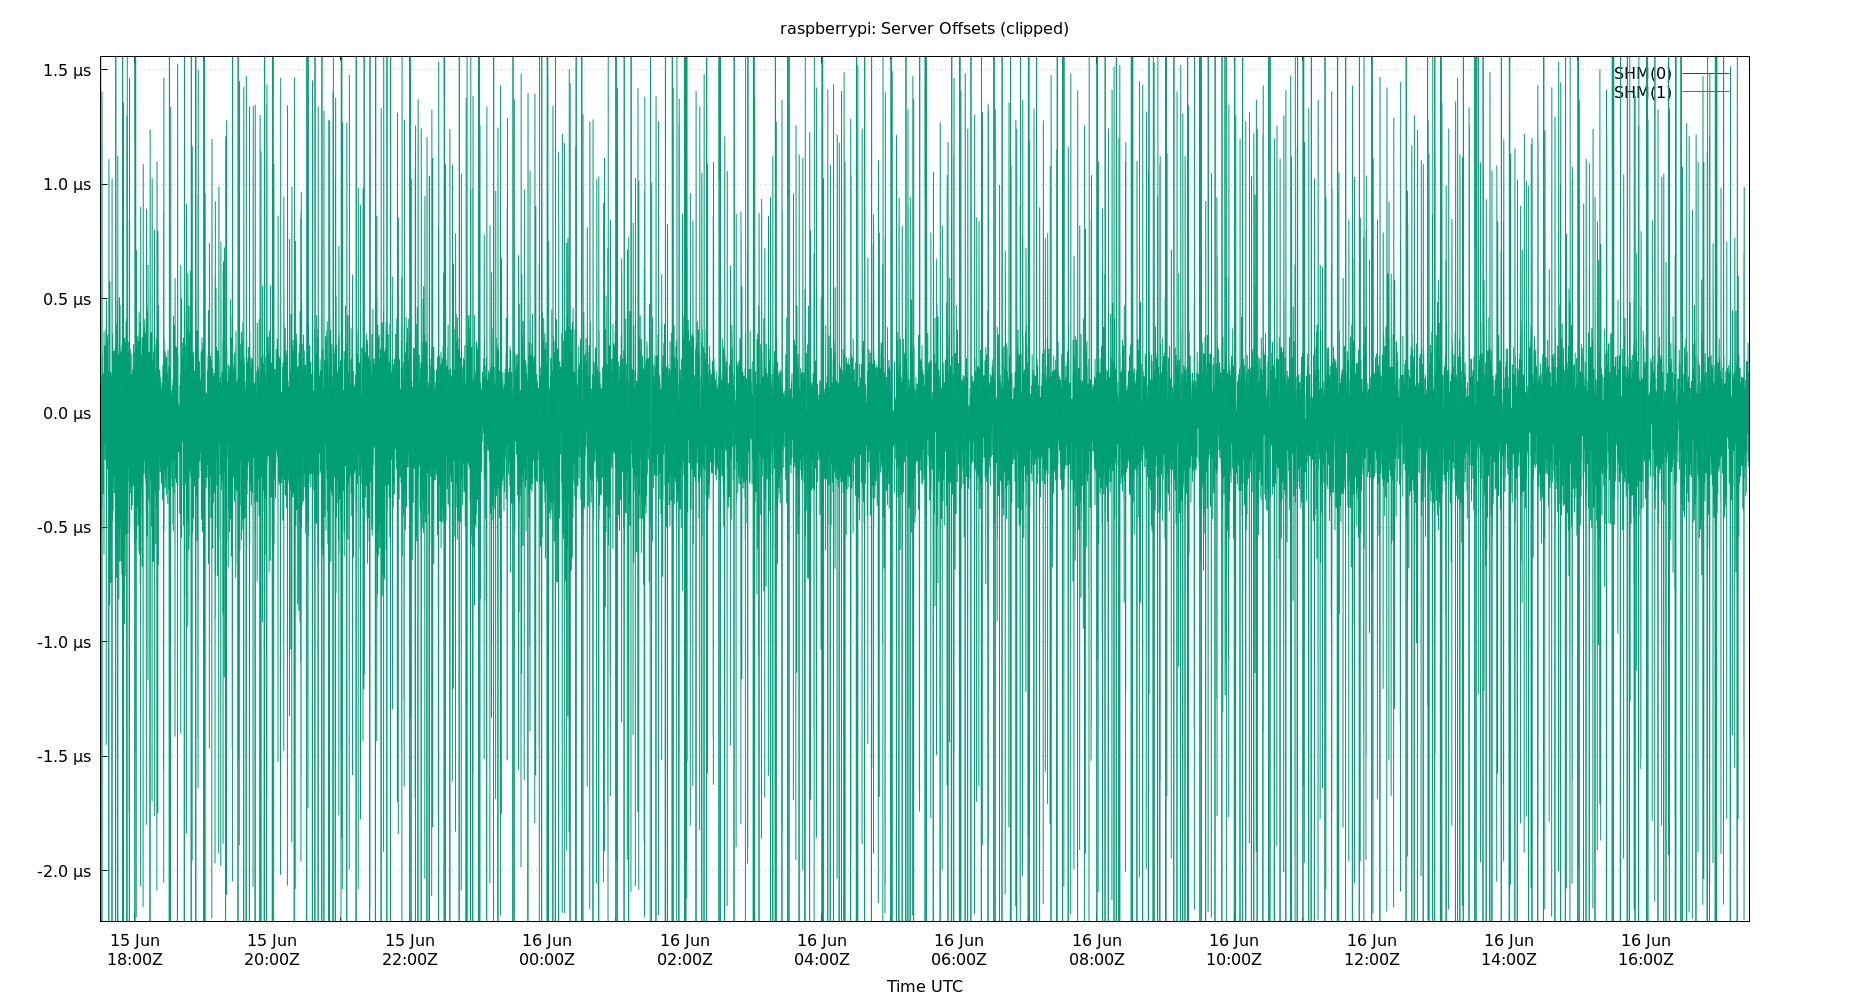 raspberrypi: Server Offsets (clipped)
1.5 µs
1.0 µs
0.5 µs
0.0 µs
-0.5 µs
-1.0 µs
-1.5 µs
-2.0 µs
SHM(0)
SHM(1)
15 Jun 15 Jun 15 Jun 16 Jun 16 Jun 16 Jun 16 Jun 16 Jun 16 Jun 16 Jun 16 Jun 16 Jun
18:00Z 20:00Z 22:00Z 00:00Z 02:00Z 04:00Z 06:00Z 08:00Z 10:00Z 12:00Z 14:00Z 16:00Z
Time UTC